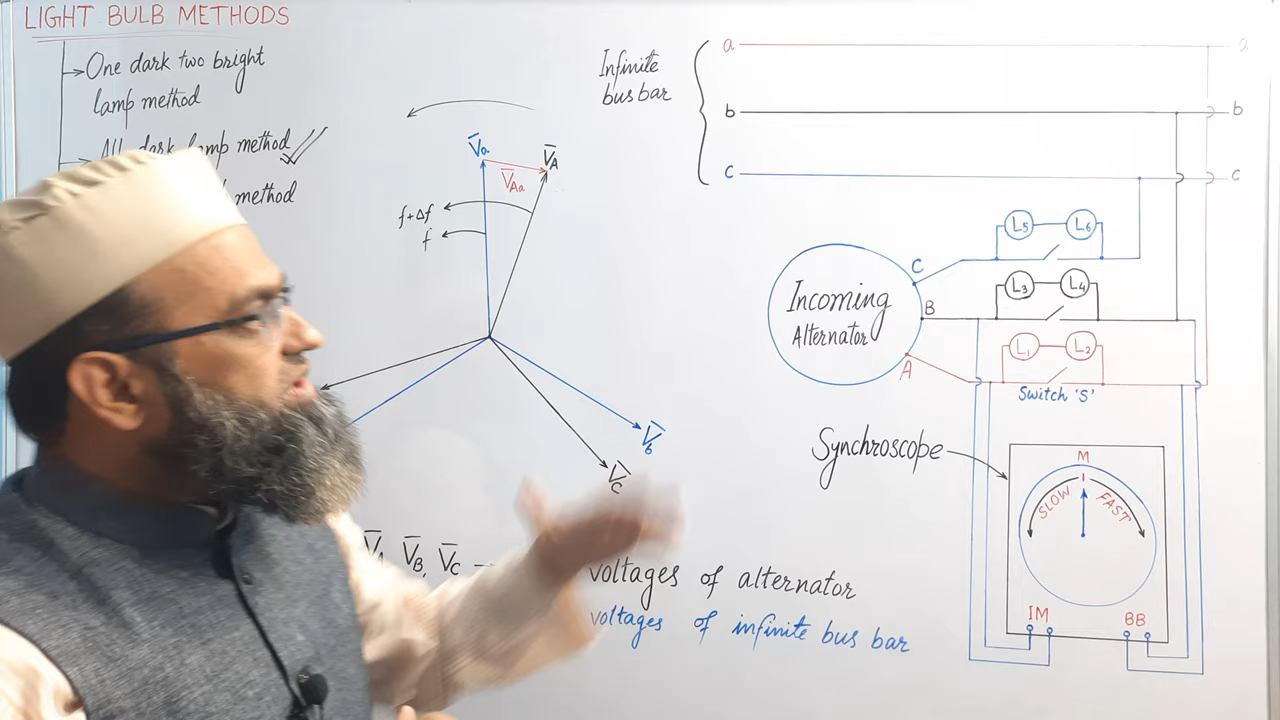 LIGHT BULB METHODS
One dark two bright
lamp method
All dark lamp method
method
f+Δf
f
V̄a
V̄A
V̄Aa
V̄b
V̄C
V̄A V̄B, V̄C
voltages of alternator
voltages of infinite bus bar
Infinite
bus bar
a
a
b
b
c
c
Incoming
Alternator
C
B
A
L5
L6
L3
L4
L1
L2
Switch 'S'
Synchroscope
M
SLOW
FAST
IM
BB